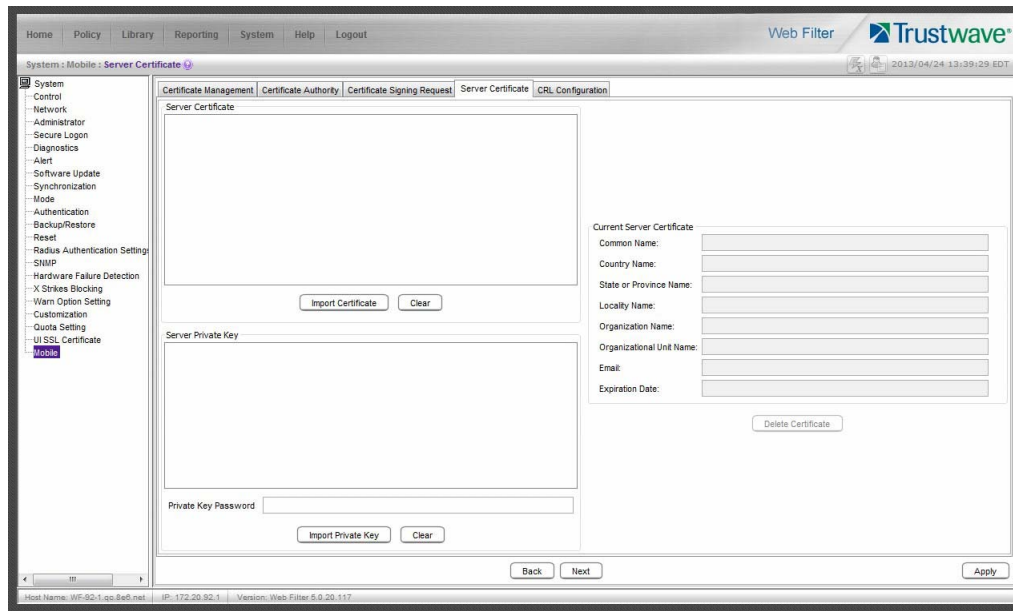 Home Policy Library Reporting System Help Logout
Web Filter
Trustwave®
System : Mobile : Server Certificate
2013/04/24 13:39:29 EDT
System
Control
Network
Administrator
Secure Logon
Diagnostics
Alert
Software Update
Synchronization
Mode
Authentication
Backup/Restore
Reset
Radius Authentication Settings
SNMP
Hardware Failure Detection
X Strikes Blocking
Warn Option Setting
Customization
Quota Setting
UI SSL Certificate
Mobile
Certificate Management Certificate Authority Certificate Signing Request Server Certificate CRL Configuration
Server Certificate
Import Certificate Clear
Server Private Key
Private Key Password
Import Private Key Clear
Current Server Certificate
Common Name:
Country Name:
State or Province Name:
Locality Name:
Organization Name:
Organizational Unit Name:
Email:
Expiration Date:
Delete Certificate
Back Next
Apply
Host Name: WF-92-1.qc.8e6.net IP: 172.20.92.1 Version: Web Filter 5.0.20.117